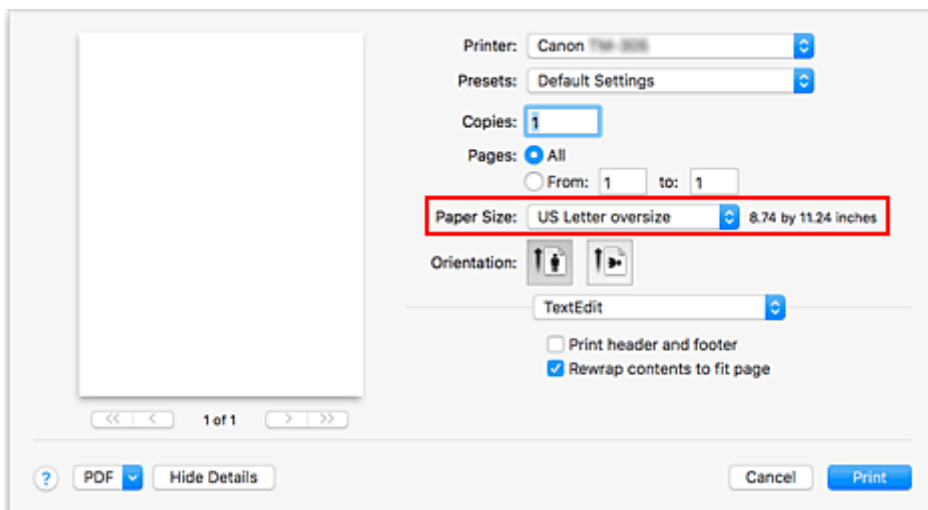 Printer: Canon
Presets: Default Settings
Copies: 1
Pages: All
From: 1 to: 1
Paper Size: US Letter oversize 8.74 by 11.24 inches
Orientation:
TextEdit
Print header and footer
Rewrap contents to fit page
<< < 1 of 1 > >>
? PDF Hide Details Cancel Print